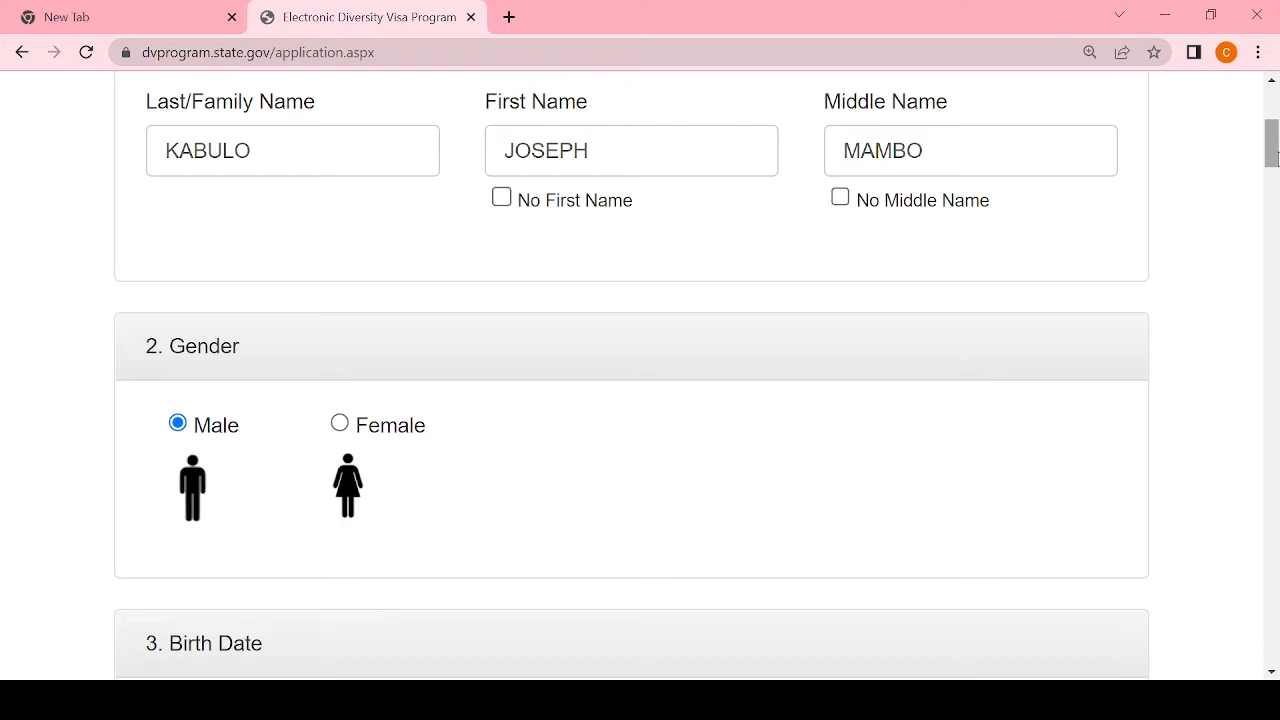 New Tab
Electronic Diversity Visa Program
dvprogram.state.gov/application.aspx
C
Last/Family Name First Name Middle Name
KABULO JOSEPH MAMBO
No First Name No Middle Name
2. Gender
Male Female
3. Birth Date